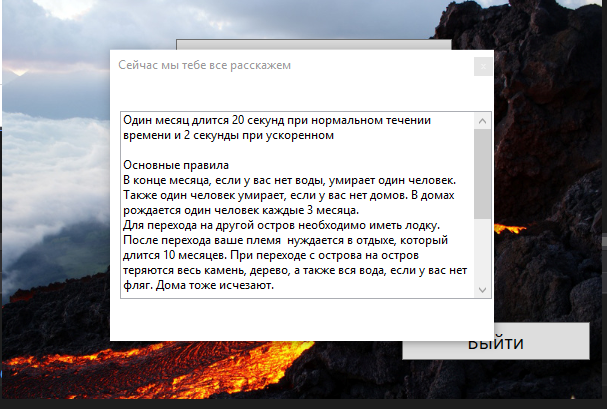 Сейчас мы тебе все расскажем
Один месяц длится 20 секунд при нормальном течении
времени и 2 секунды при ускоренном
Основные правила
В конце месяца, если у вас нет воды, умирает один человек.
Также один человек умирает, если у вас нет домов. В домах
рождается один человек каждые 3 месяца.
Для перехода на другой остров необходимо иметь лодку.
После перехода ваше племя  нуждается в отдыхе, который
длится 10 месяцев. При переходе с острова на остров
теряются весь камень, дерево, а также вся вода, если у вас нет
фляг. Дома тоже исчезают.
Выйти